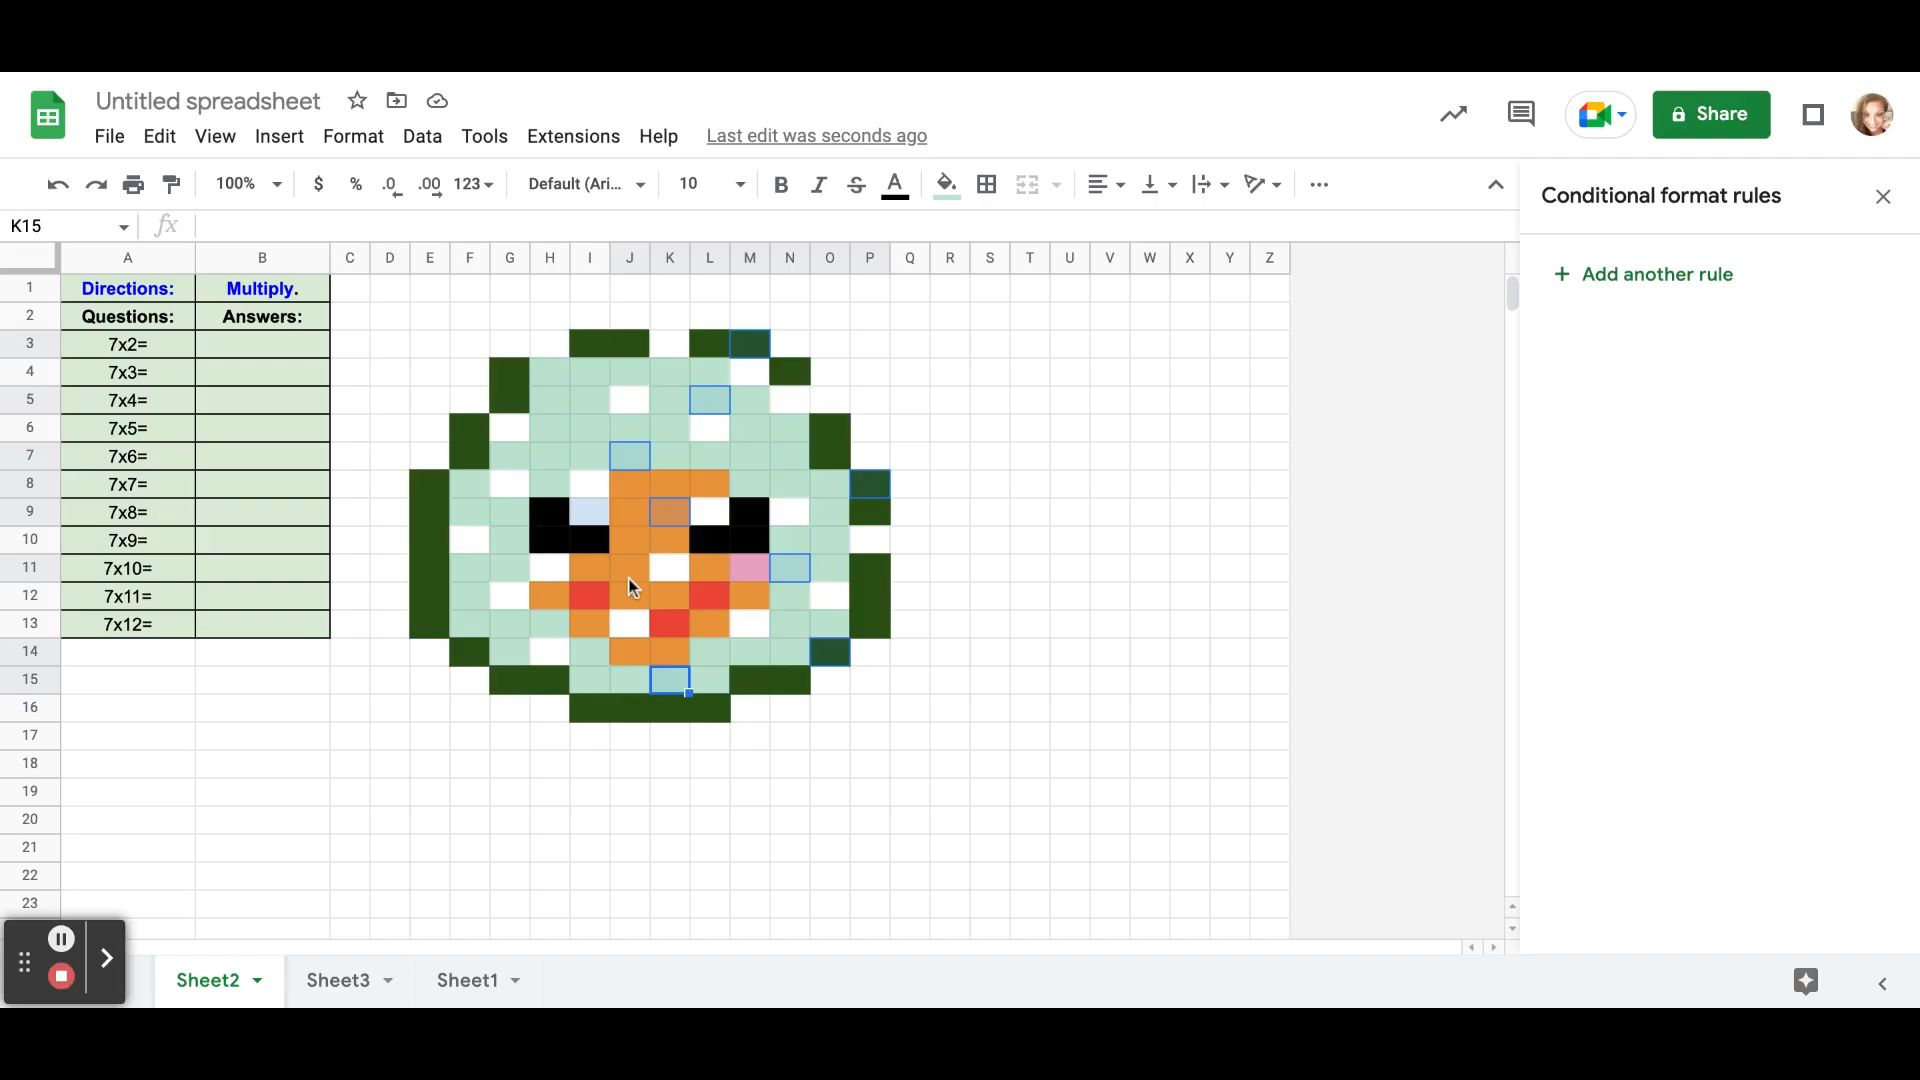 Untitled spreadsheet
File Edit View Insert Format Data Tools Extensions Help Last edit was seconds ago
Share
100% $ % .0 .00 123 Default (Ari... 10 B I S A
Conditional format rules
K15 fx
+ Add another rule
A B C D E F G H I J K L M N O P Q R S T U V W X Y Z
1 Directions: Multiply.
2 Questions: Answers:
3 7x2=
4 7x3=
5 7x4=
6 7x5=
7 7x6=
8 7x7=
9 7x8=
10 7x9=
11 7x10=
12 7x11=
13 7x12=
14
15
16
17
18
19
20
21
22
23
Sheet2 Sheet3 Sheet1